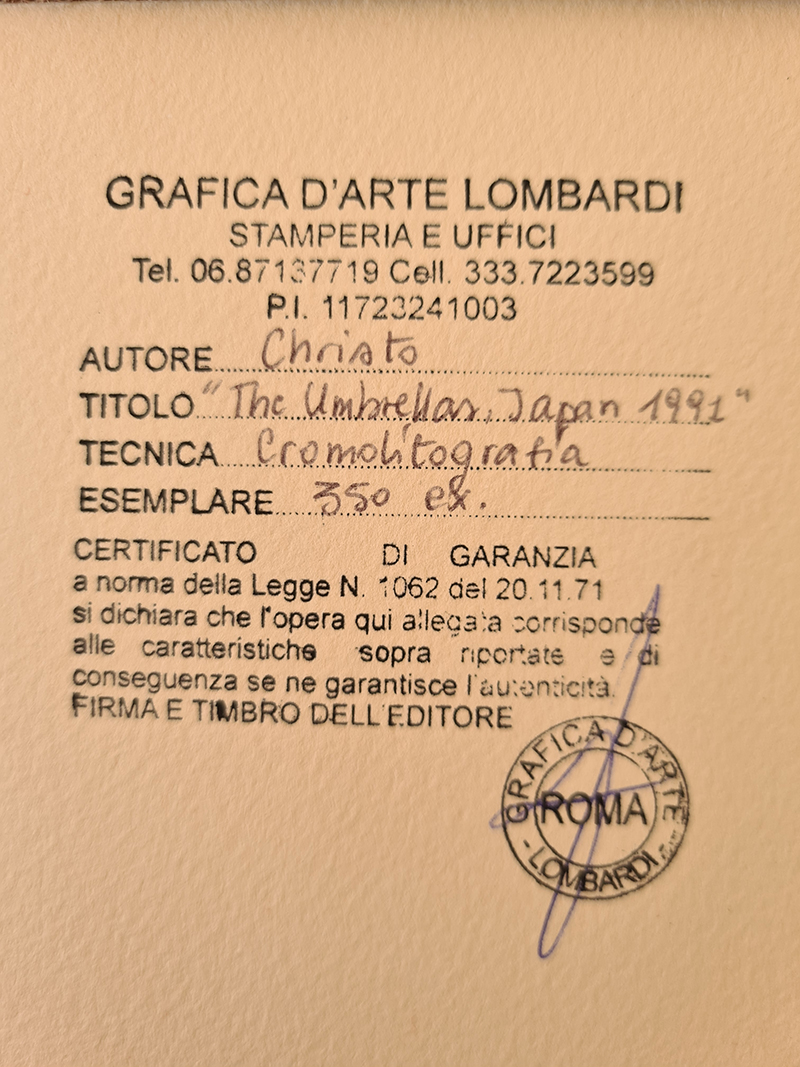 GRAFICA D'ARTE LOMBARDI
STAMPERIA E UFFICI
Tel. 06.87137719 Cell. 333.7223599
P.I. 11723241003
AUTORE Christo
TITOLO "The Umbrellas, Japan 1991"
TECNICA Cromolitografia
ESEMPLARE 350 ex.
CERTIFICATO DI GARANZIA
a norma della Legge N. 1062 del 20.11.71
si dichiara che l'opera qui allegata corrisponde
alle caratteristiche sopra riportate e di
conseguenza se ne garantisce l'autenticità.
FIRMA E TIMBRO DELL'EDITORE
GRAFICA D'ARTE
ROMA
- LOMBARDI -